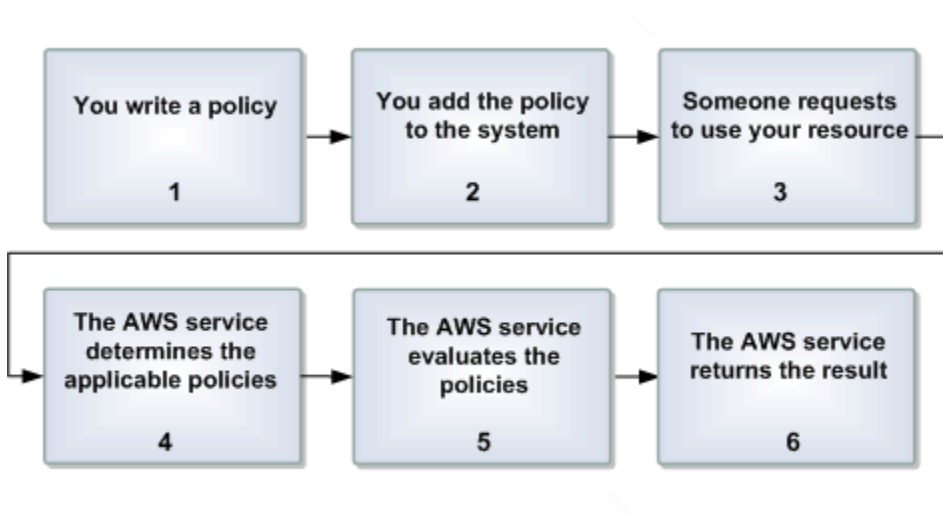 You write a policy
1
You add the policy
to the system
2
Someone requests
to use your resource
3
The AWS service
determines the
applicable policies
4
The AWS service
evaluates the
policies
5
The AWS service
returns the result
6